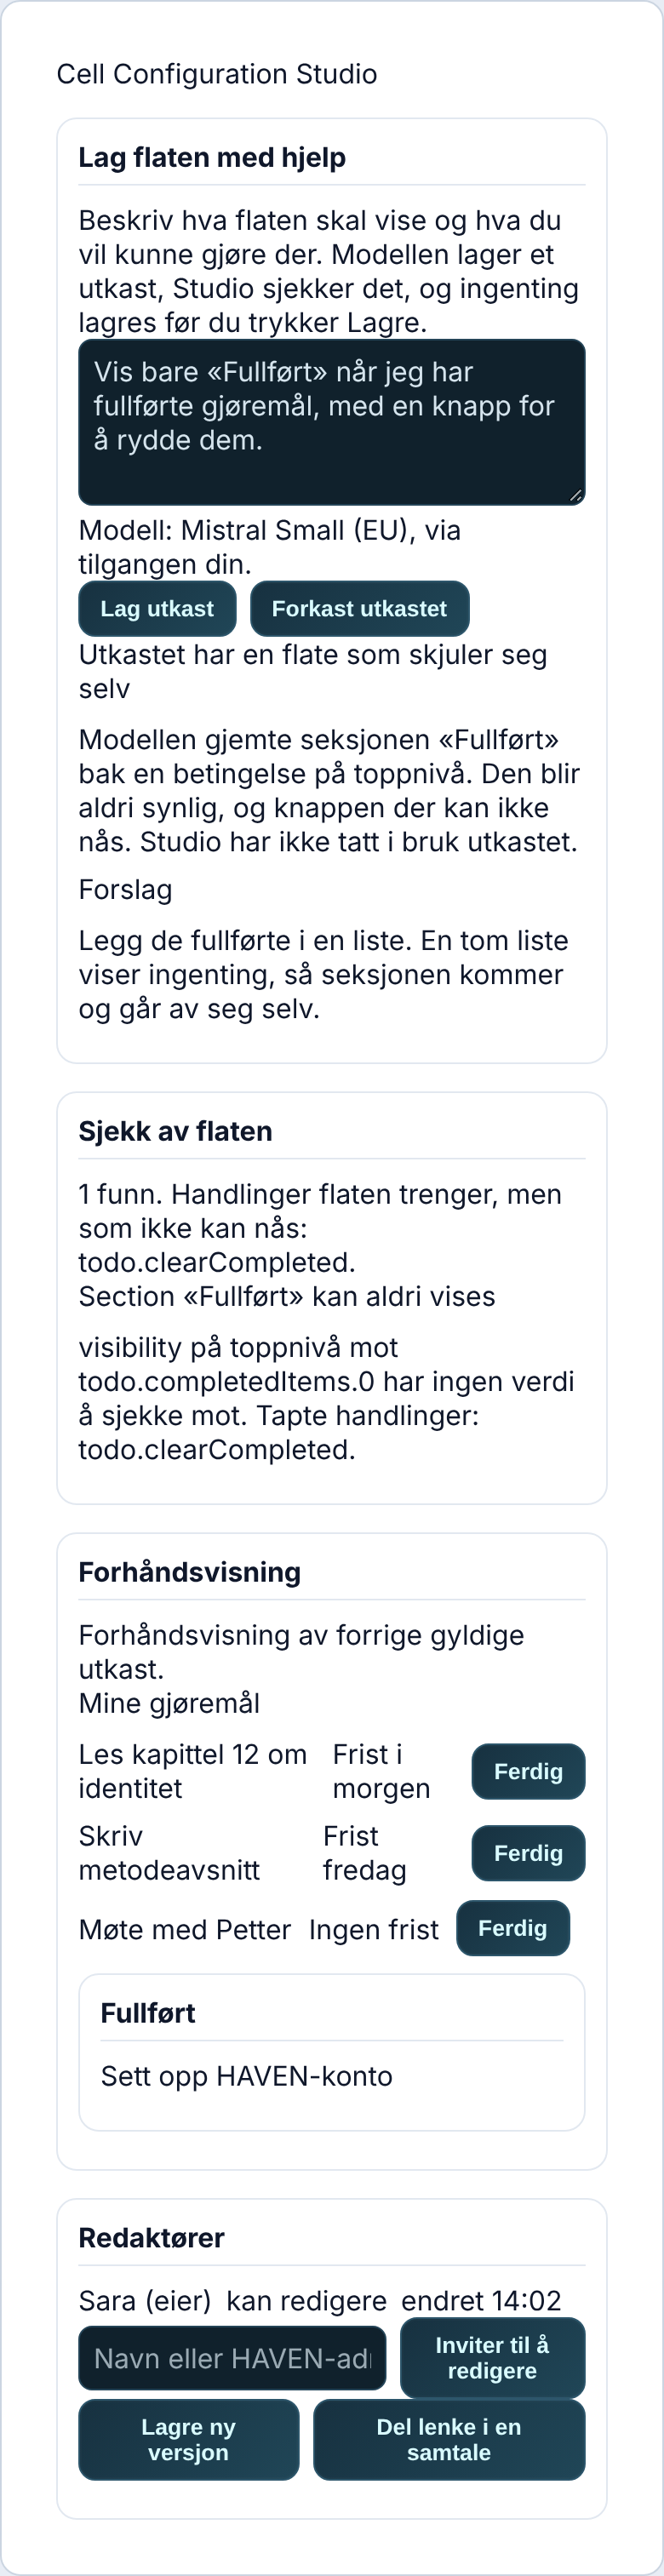 Cell Configuration Studio
Lag flaten med hjelp
Beskriv hva flaten skal vise og hva du
vil kunne gjøre der. Modellen lager et
utkast, Studio sjekker det, og ingenting
lagres før du trykker Lagre.
Vis bare «Fullført» når jeg har
fullførte gjøremål, med en knapp for
å rydde dem.
Modell: Mistral Small (EU), via
tilgangen din.
Lag utkast Forkast utkastet
Utkastet har en flate som skjuler seg
selv
Modellen gjemte seksjonen «Fullført»
bak en betingelse på toppnivå. Den blir
aldri synlig, og knappen der kan ikke
nås. Studio har ikke tatt i bruk utkastet.
Forslag
Legg de fullførte i en liste. En tom liste
viser ingenting, så seksjonen kommer
og går av seg selv.
Sjekk av flaten
1 funn. Handlinger flaten trenger, men
som ikke kan nås:
todo.clearCompleted.
Section «Fullført» kan aldri vises
visibility på toppnivå mot
todo.completedItems.0 har ingen verdi
å sjekke mot. Tapte handlinger:
todo.clearCompleted.
Forhåndsvisning
Forhåndsvisning av forrige gyldige
utkast.
Mine gjøremål
Les kapittel 12 om
identitet
Frist i
morgen
Ferdig
Skriv
metodeavsnitt
Frist
fredag
Ferdig
Møte med Petter Ingen frist Ferdig
Fullført
Sett opp HAVEN-konto
Redaktører
Sara (eier) kan redigere endret 14:02
Navn eller HAVEN-ad
Inviter til å
redigere
Lagre ny
versjon
Del lenke i en
samtale